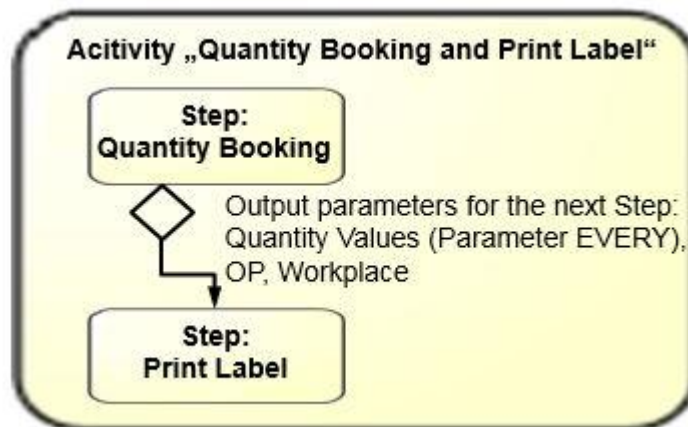 Acitivity „Quantity Booking and Print Label“
Step:
Quantity Booking
Output parameters for the next Step:
Quantity Values (Parameter EVERY),
OP, Workplace
Step:
Print Label